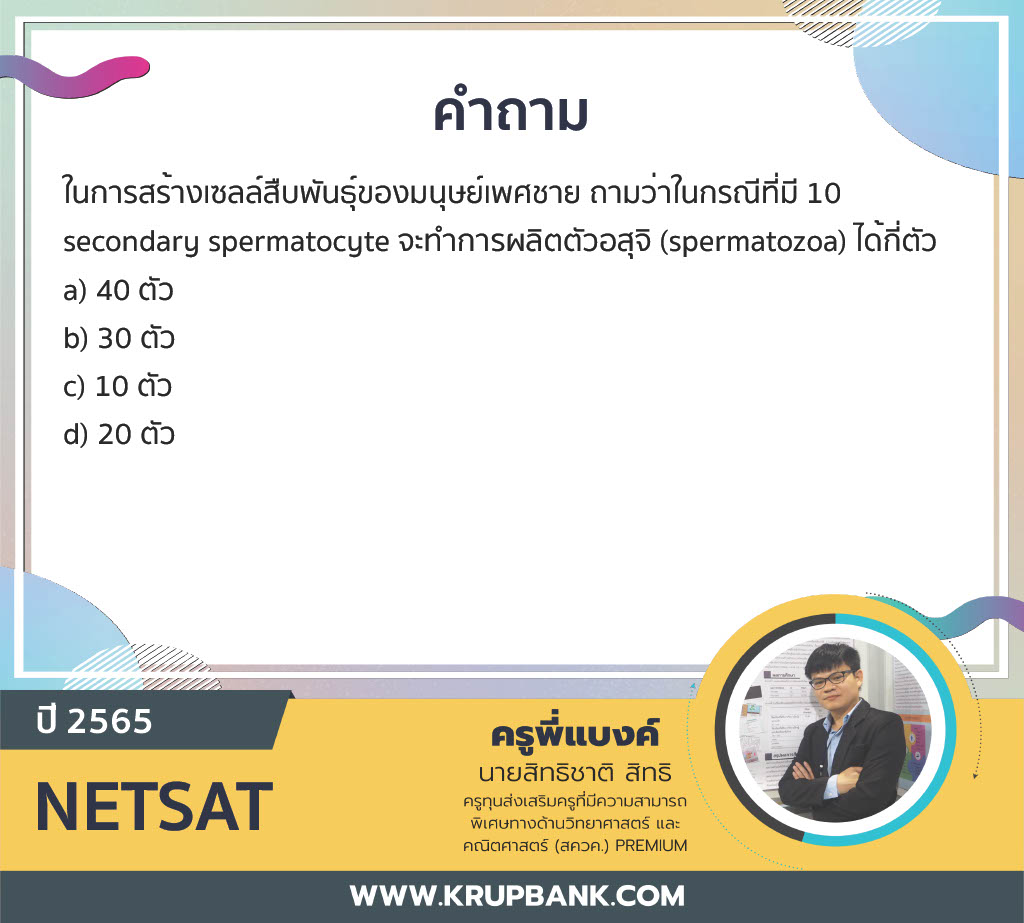 คำถาม
ในการสร้างเซลล์สืบพันธุ์ของมนุษย์เพศชาย ถามว่าในกรณีที่มี 10
secondary spermatocyte จะทำการผลิตตัวอสุจิ (spermatozoa) ได้กี่ตัว
a) 40 ตัว
b) 30 ตัว
c) 10 ตัว
d) 20 ตัว
ปี 2565
NETSAT
ครูพี่แบงค์
นายสิทธิชาติ สิทธิ
ครูทุนส่งเสริมครูที่มีความสามารถ
พิเศษทางด้านวิทยาศาสตร์ และ
คณิตศาสตร์ (สควค.) PREMIUM
WWW.KRUPBANK.COM